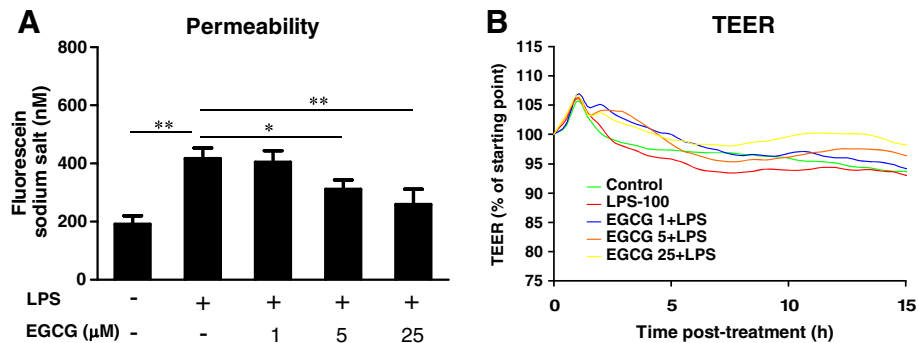 A
Permeability
Fluorescein
sodium salt (nM)
800
600
400
200
0
**
*
**
LPS - + + + +
EGCG (μM) - - 1 5 25
B
TEER
TEER (% of starting point)
115
110
105
100
95
90
85
80
75
Control
LPS-100
EGCG 1+LPS
EGCG 5+LPS
EGCG 25+LPS
0 5 10 15
Time post-treatment (h)